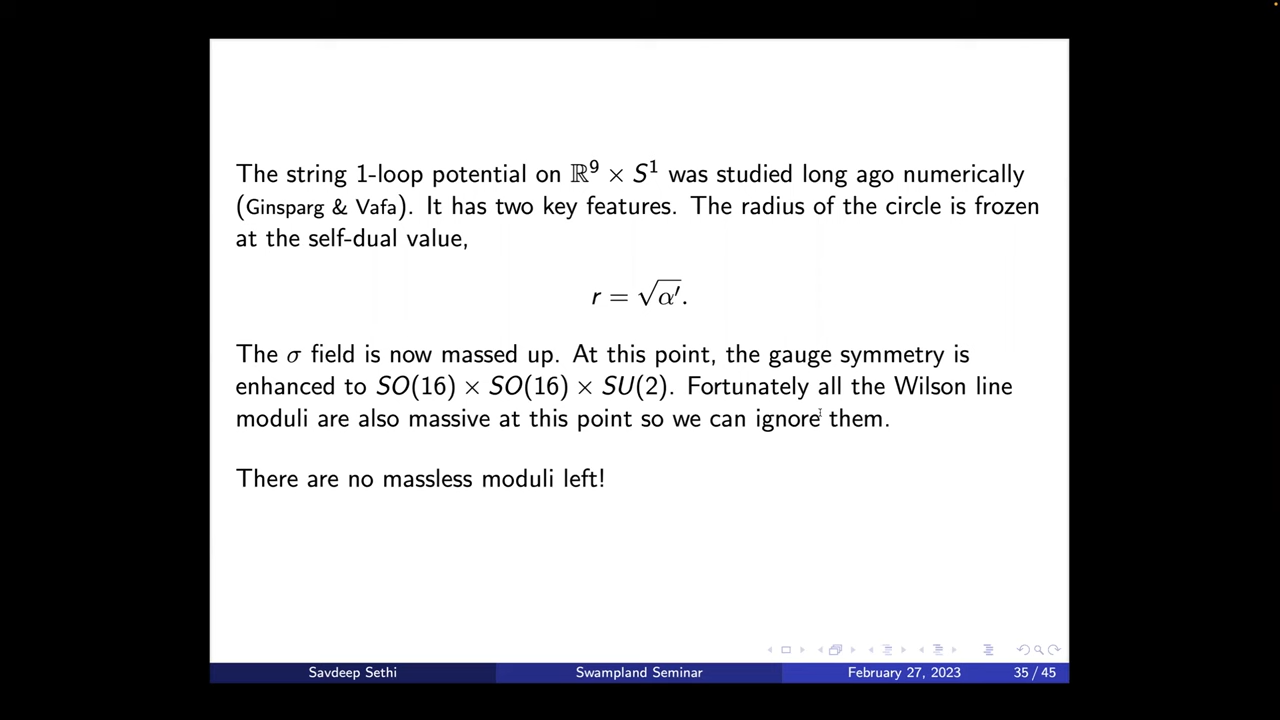 The string 1-loop potential on ℝ⁹ × S¹ was studied long ago numerically
(Ginsparg & Vafa). It has two key features. The radius of the circle is frozen
at the self-dual value,
r = √α′.
The σ field is now massed up. At this point, the gauge symmetry is
enhanced to SO(16) × SO(16) × SU(2). Fortunately all the Wilson line
moduli are also massive at this point so we can ignore them.
There are no massless moduli left!
Savdeep Sethi Swampland Seminar February 27, 2023 35 / 45